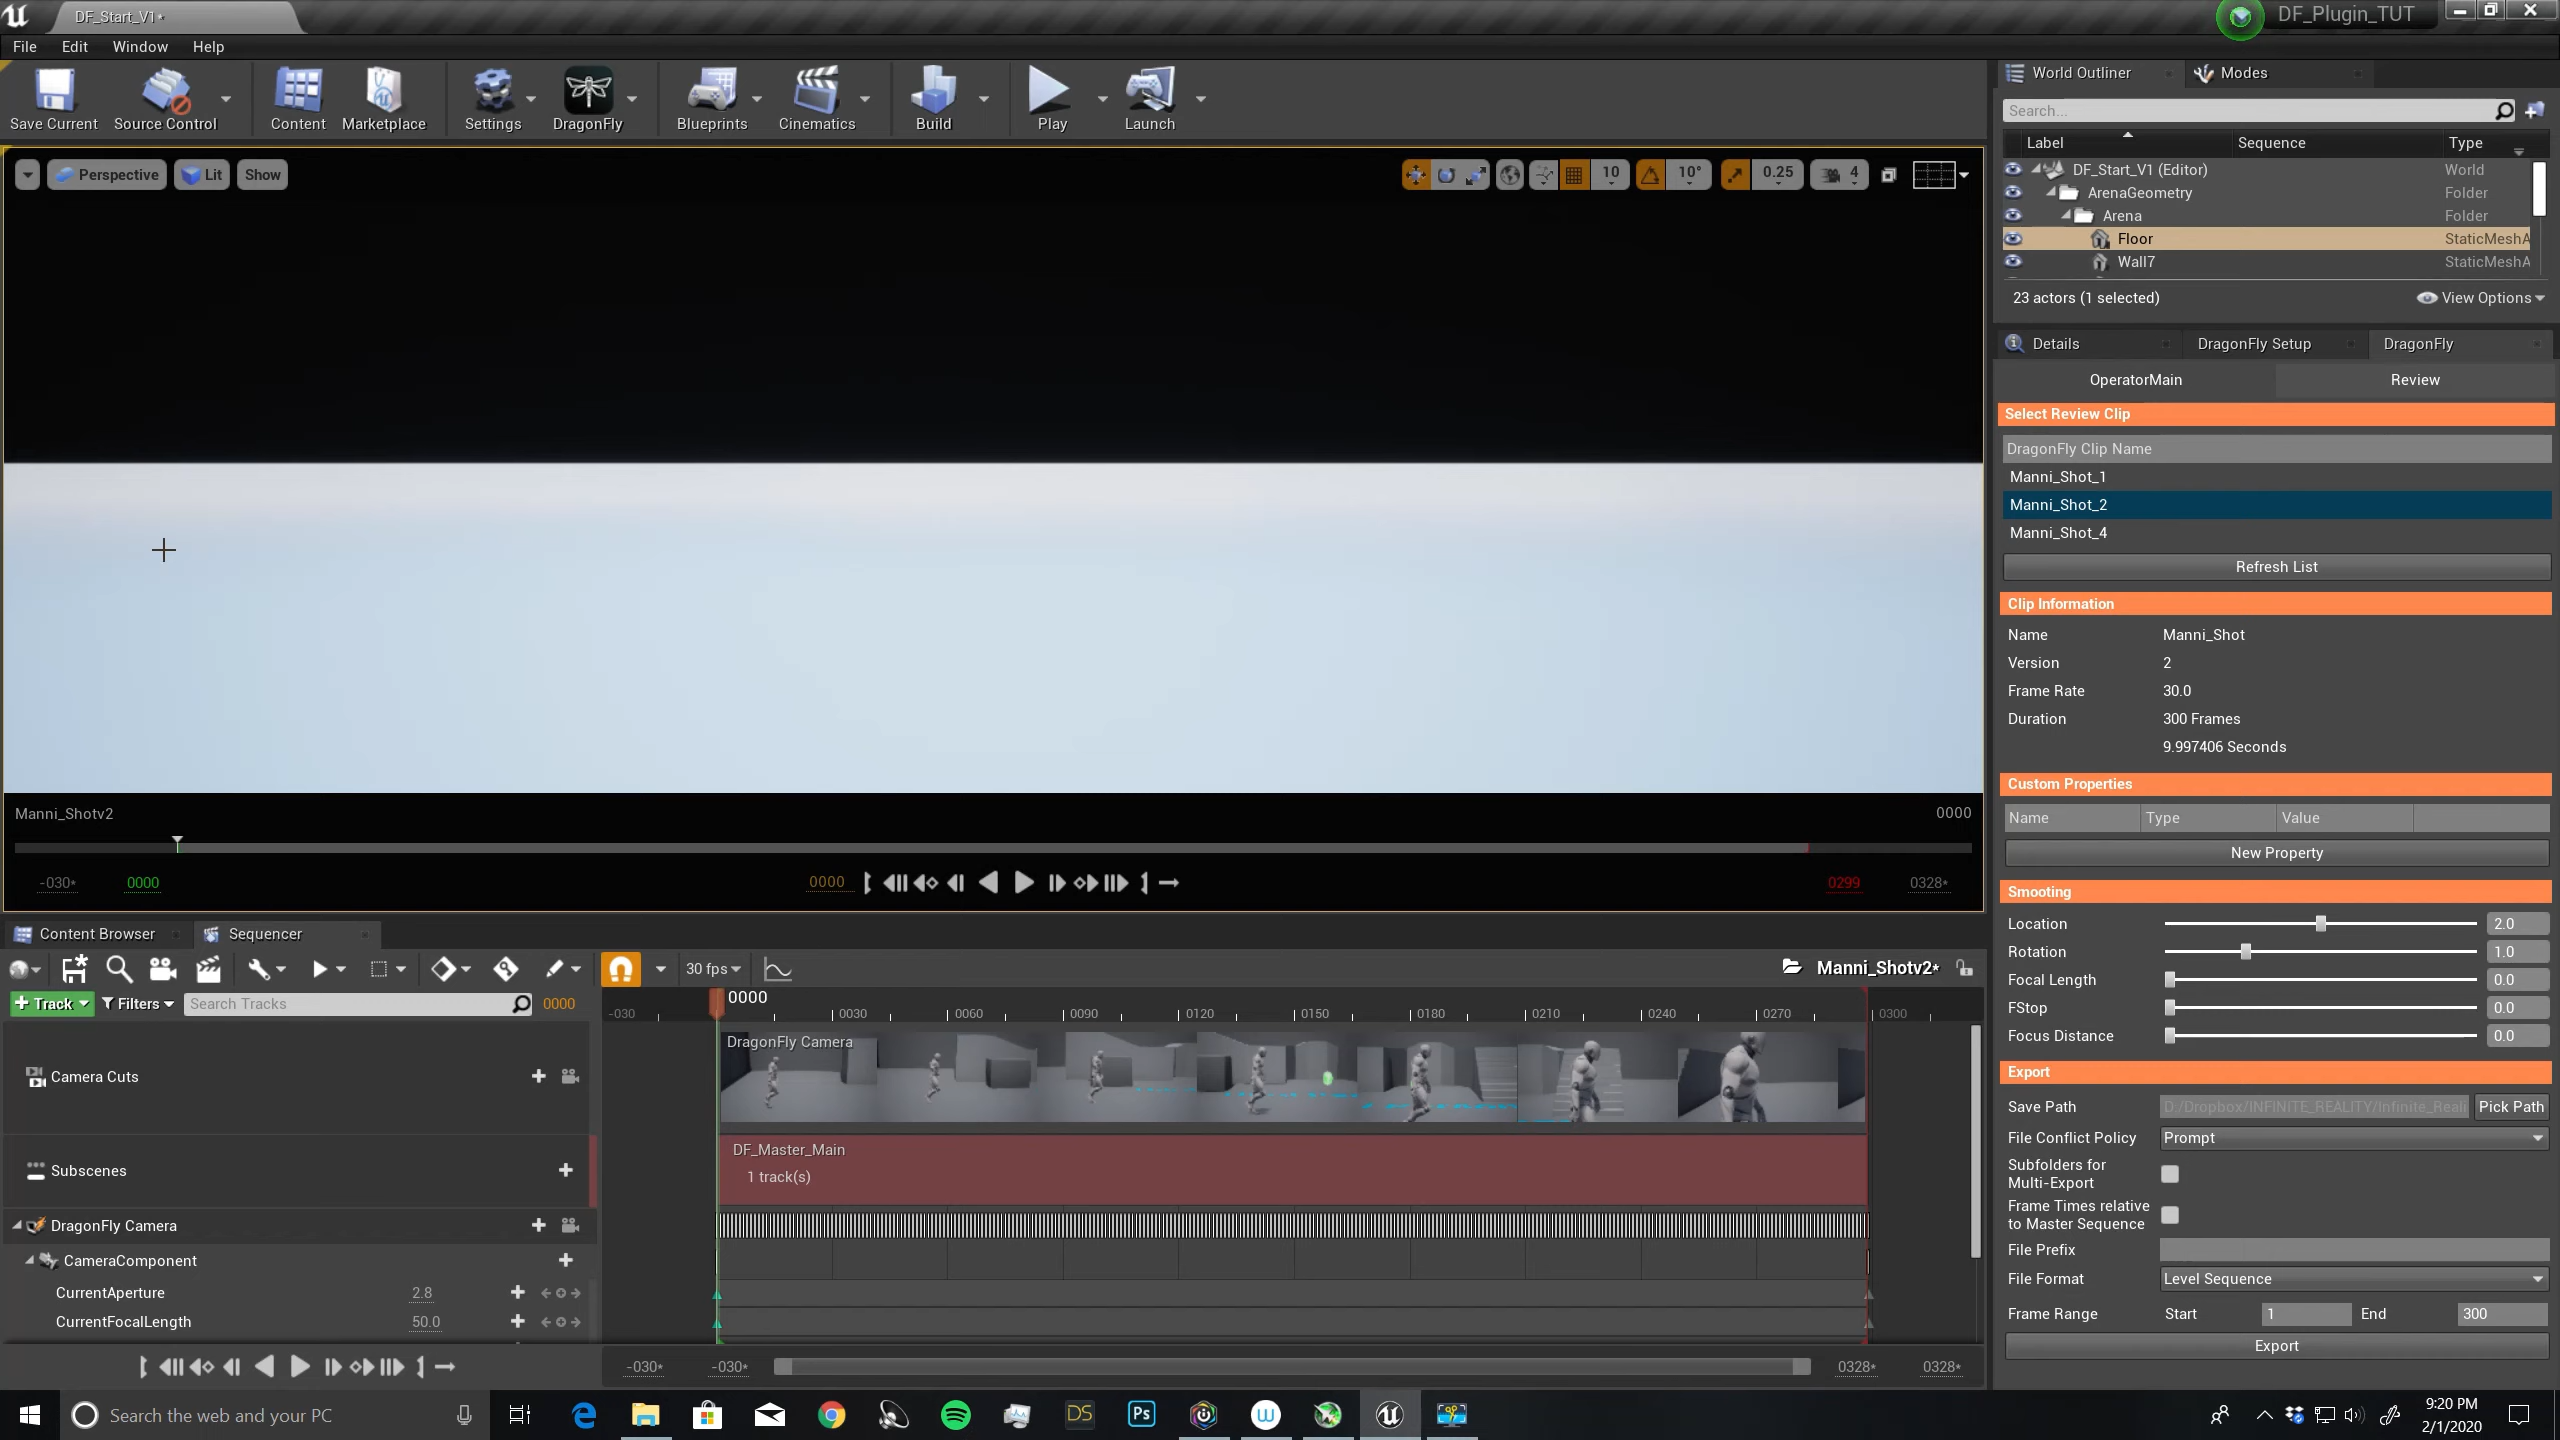 DF_Start_V1*
DF_Plugin_TUT
File Edit Window Help
Save Current Source Control Content Marketplace Settings DragonFly Blueprints Cinematics Build Play Launch
Perspective Lit Show
10 10° 0.25 4
Manni_Shotv2 0000
-030* 0000 0000 0299 0328*
Content Browser Sequencer
30 fps Manni_Shotv2*
+ Track Filters Search Tracks 0000
0000
-030 0030 0060 0090 0120 0150 0180 0210 0240 0270 0300
DragonFly Camera
Camera Cuts
DF_Master_Main
1 track(s)
Subscenes
DragonFly Camera
CameraComponent
CurrentAperture 2.8
CurrentFocalLength 50.0
-030* -030* 0328* 0328*
World Outliner Modes
Search...
Label Sequence Type
DF_Start_V1 (Editor) World
ArenaGeometry Folder
Arena Folder
Floor StaticMeshA
Wall7 StaticMeshA
23 actors (1 selected) View Options
Details DragonFly Setup DragonFly
OperatorMain Review
Select Review Clip
DragonFly Clip Name
Manni_Shot_1
Manni_Shot_2
Manni_Shot_4
Refresh List
Clip Information
Name Manni_Shot
Version 2
Frame Rate 30.0
Duration 300 Frames
9.997406 Seconds
Custom Properties
Name Type Value
New Property
Smooting
Location 2.0
Rotation 1.0
Focal Length 0.0
FStop 0.0
Focus Distance 0.0
Export
Save Path D:/Dropbox/INFINITE_REALITY/Infinite_Reali Pick Path
File Conflict Policy Prompt
Subfolders for
Multi-Export
Frame Times relative
to Master Sequence
File Prefix
File Format Level Sequence
Frame Range Start 1 End 300
Export
Search the web and your PC
DS Ps W
9:20 PM
2/1/2020